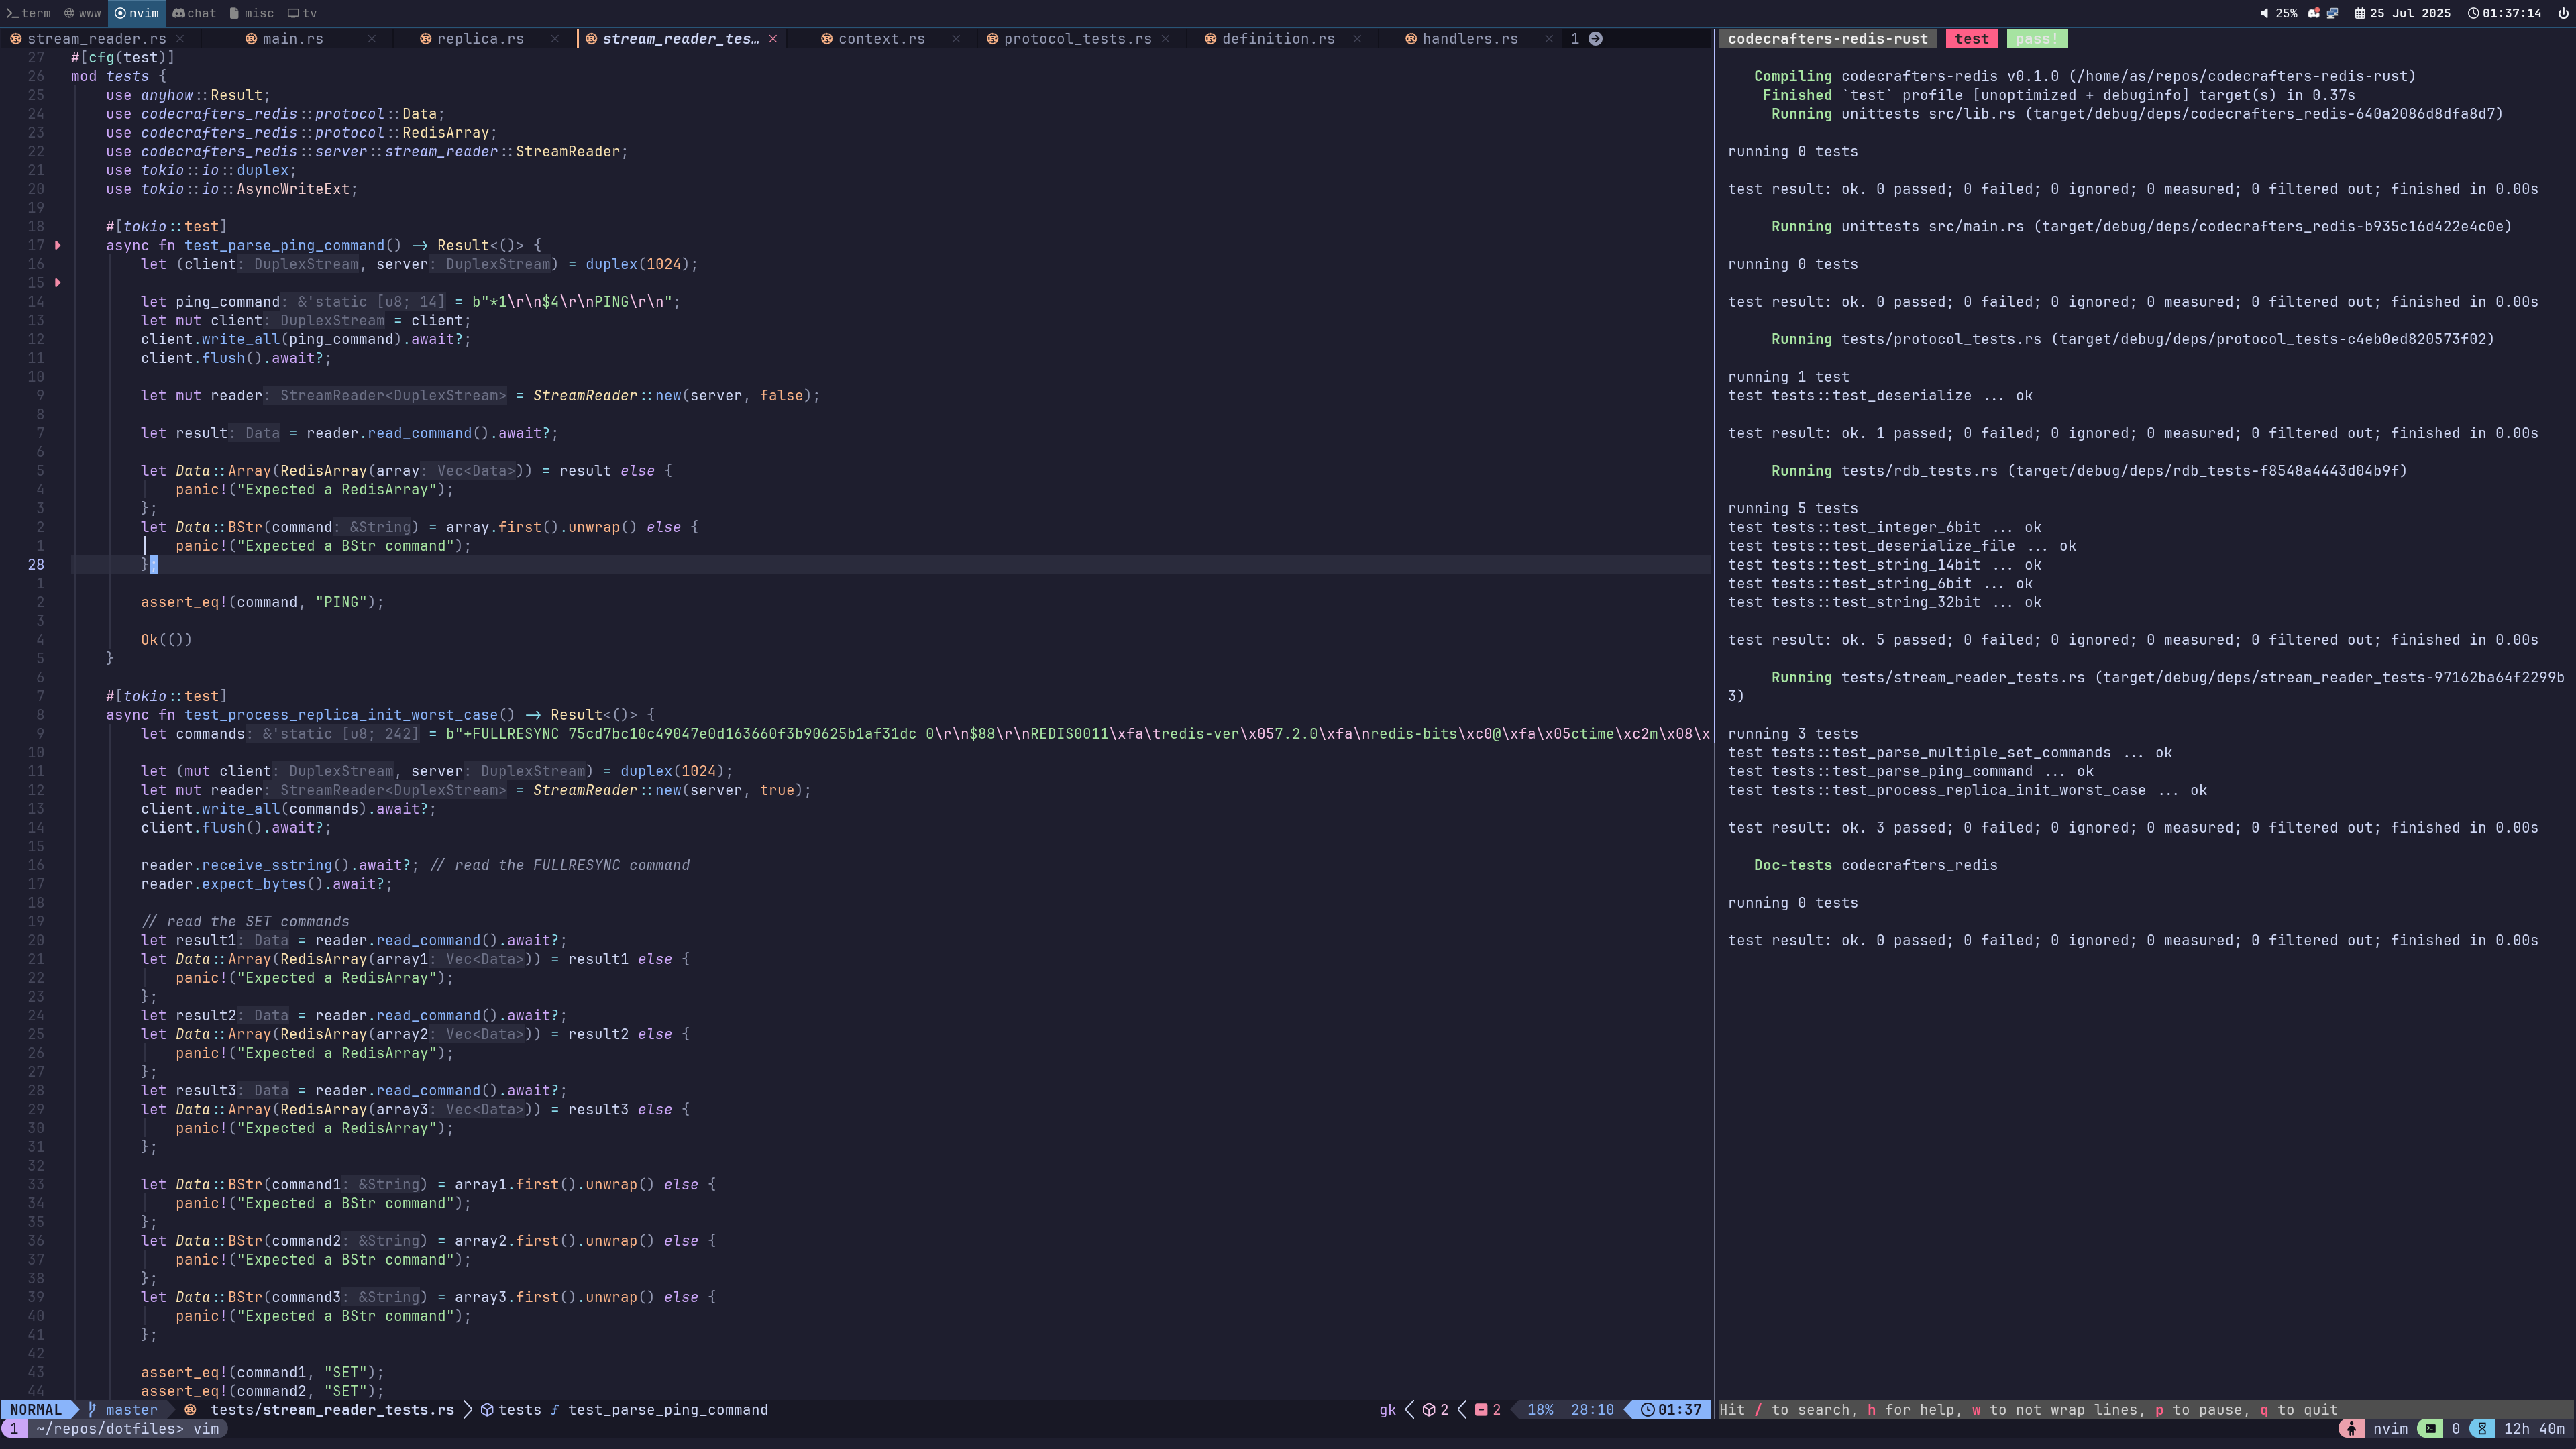 term www nvim chat misc tv 25% 25 Jul 2025 01:37:14
stream_reader.rs main.rs replica.rs stream_reader_tes… context.rs protocol_tests.rs definition.rs handlers.rs 1
27 #[cfg(test)]
26 mod tests {
25 use anyhow::Result;
24 use codecrafters_redis::protocol::Data;
23 use codecrafters_redis::protocol::RedisArray;
22 use codecrafters_redis::server::stream_reader::StreamReader;
21 use tokio::io::duplex;
20 use tokio::io::AsyncWriteExt;
19
18 #[tokio::test]
17 async fn test_parse_ping_command() -> Result<()> {
16 let (client: DuplexStream, server: DuplexStream) = duplex(1024);
15
14 let ping_command: &'static [u8; 14] = b"*1\r\n$4\r\nPING\r\n";
13 let mut client: DuplexStream = client;
12 client.write_all(ping_command).await?;
11 client.flush().await?;
10
9 let mut reader: StreamReader<DuplexStream> = StreamReader::new(server, false);
8
7 let result: Data = reader.read_command().await?;
6
5 let Data::Array(RedisArray(array: Vec<Data>)) = result else {
4 panic!("Expected a RedisArray");
3 };
2 let Data::BStr(command: &String) = array.first().unwrap() else {
1 panic!("Expected a BStr command");
28 };
1
2 assert_eq!(command, "PING");
3
4 Ok(())
5 }
6
7 #[tokio::test]
8 async fn test_process_replica_init_worst_case() -> Result<()> {
9 let commands: &'static [u8; 242] = b"+FULLRESYNC 75cd7bc10c49047e0d163660f3b90625b1af31dc 0\r\n$88\r\nREDIS0011\xfa\tredis-ver\x057.2.0\xfa\nredis-bits\xc0@\xfa\x05ctime\xc2m\x08\x
10
11 let (mut client: DuplexStream, server: DuplexStream) = duplex(1024);
12 let mut reader: StreamReader<DuplexStream> = StreamReader::new(server, true);
13 client.write_all(commands).await?;
14 client.flush().await?;
15
16 reader.receive_sstring().await?; // read the FULLRESYNC command
17 reader.expect_bytes().await?;
18
19 // read the SET commands
20 let result1: Data = reader.read_command().await?;
21 let Data::Array(RedisArray(array1: Vec<Data>)) = result1 else {
22 panic!("Expected a RedisArray");
23 };
24 let result2: Data = reader.read_command().await?;
25 let Data::Array(RedisArray(array2: Vec<Data>)) = result2 else {
26 panic!("Expected a RedisArray");
27 };
28 let result3: Data = reader.read_command().await?;
29 let Data::Array(RedisArray(array3: Vec<Data>)) = result3 else {
30 panic!("Expected a RedisArray");
31 };
32
33 let Data::BStr(command1: &String) = array1.first().unwrap() else {
34 panic!("Expected a BStr command");
35 };
36 let Data::BStr(command2: &String) = array2.first().unwrap() else {
37 panic!("Expected a BStr command");
38 };
39 let Data::BStr(command3: &String) = array3.first().unwrap() else {
40 panic!("Expected a BStr command");
41 };
42
43 assert_eq!(command1, "SET");
44 assert_eq!(command2, "SET");
NORMAL master tests/stream_reader_tests.rs tests test_parse_ping_command gk 2 2 18% 28:10 01:37
codecrafters-redis-rust test pass!
Compiling codecrafters-redis v0.1.0 (/home/as/repos/codecrafters-redis-rust)
Finished `test` profile [unoptimized + debuginfo] target(s) in 0.37s
Running unittests src/lib.rs (target/debug/deps/codecrafters_redis-640a2086d8dfa8d7)
running 0 tests
test result: ok. 0 passed; 0 failed; 0 ignored; 0 measured; 0 filtered out; finished in 0.00s
Running unittests src/main.rs (target/debug/deps/codecrafters_redis-b935c16d422e4c0e)
running 0 tests
test result: ok. 0 passed; 0 failed; 0 ignored; 0 measured; 0 filtered out; finished in 0.00s
Running tests/protocol_tests.rs (target/debug/deps/protocol_tests-c4eb0ed820573f02)
running 1 test
test tests::test_deserialize ... ok
test result: ok. 1 passed; 0 failed; 0 ignored; 0 measured; 0 filtered out; finished in 0.00s
Running tests/rdb_tests.rs (target/debug/deps/rdb_tests-f8548a4443d04b9f)
running 5 tests
test tests::test_integer_6bit ... ok
test tests::test_deserialize_file ... ok
test tests::test_string_14bit ... ok
test tests::test_string_6bit ... ok
test tests::test_string_32bit ... ok
test result: ok. 5 passed; 0 failed; 0 ignored; 0 measured; 0 filtered out; finished in 0.00s
Running tests/stream_reader_tests.rs (target/debug/deps/stream_reader_tests-97162ba64f2299b
3)
running 3 tests
test tests::test_parse_multiple_set_commands ... ok
test tests::test_parse_ping_command ... ok
test tests::test_process_replica_init_worst_case ... ok
test result: ok. 3 passed; 0 failed; 0 ignored; 0 measured; 0 filtered out; finished in 0.00s
Doc-tests codecrafters_redis
running 0 tests
test result: ok. 0 passed; 0 failed; 0 ignored; 0 measured; 0 filtered out; finished in 0.00s
Hit / to search, h for help, w to not wrap lines, p to pause, q to quit
1 ~/repos/dotfiles> vim nvim 0 12h 40m